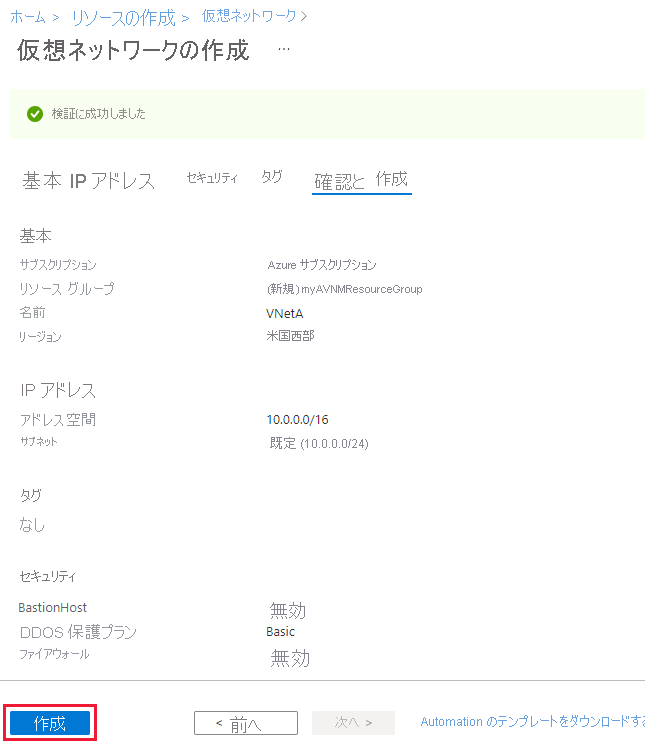 ホーム > リソースの作成 > 仮想ネットワーク >
仮想ネットワークの作成 ...
検証に成功しました
基本 IP アドレス セキュリティ タグ 確認と 作成
基本
サブスクリプション Azure サブスクリプション
リソース グループ (新規) myAVNMResourceGroup
名前 VNetA
リージョン 米国西部
IP アドレス
アドレス空間 10.0.0.0/16
サブネット 既定 (10.0.0.0/24)
タグ
なし
セキュリティ
BastionHost 無効
DDOS 保護プラン Basic
ファイアウォール 無効
作成 < 前へ 次へ > Automation のテンプレートをダウンロードする